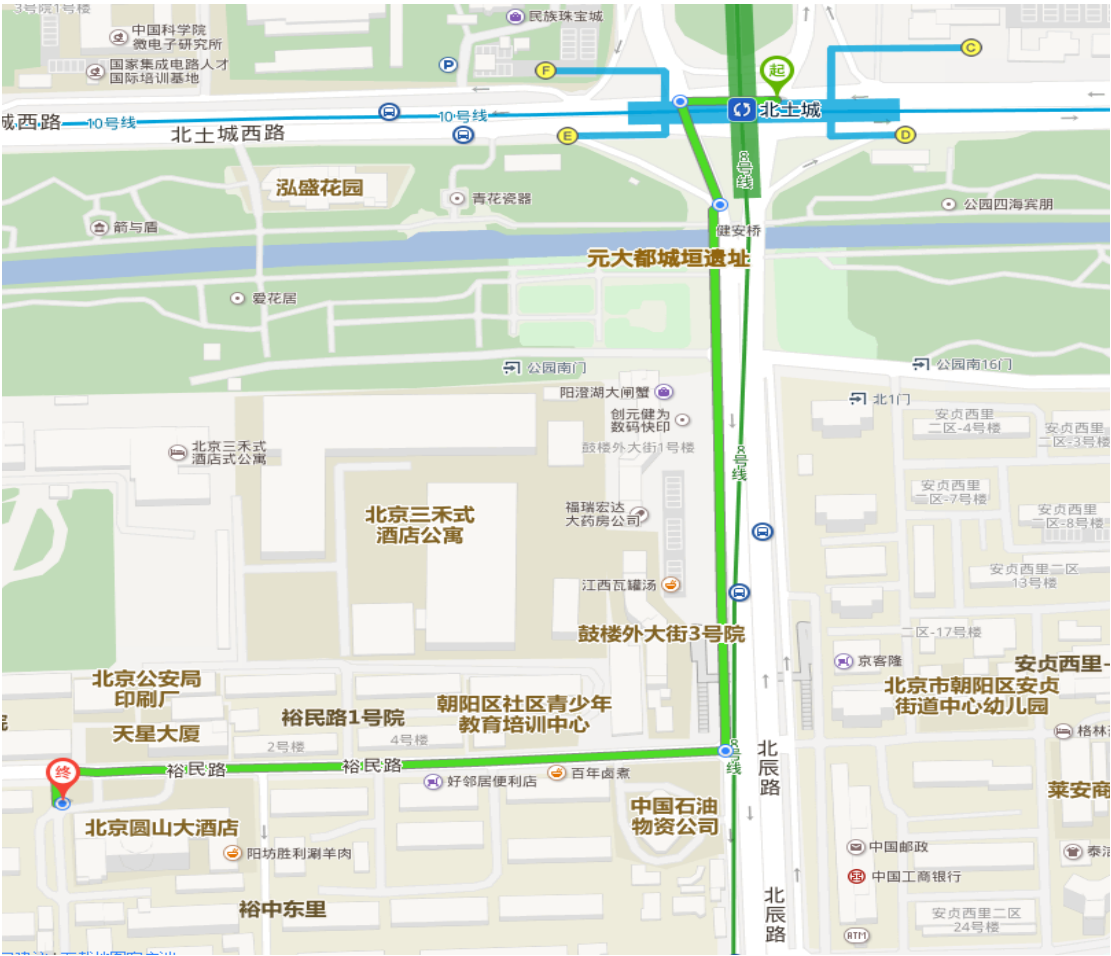 3号院1号楼
民族珠宝城
中国科学院
微电子研究所
国家集成电路人才
国际培训基地
P
F
C
起
城西路
10号线
10号线
北土城
北土城西路
E
D
8号线
泓盛花园
青花瓷器
公园四海宾朋
箭与盾
健安桥
元大都城垣遗址
爱花居
公园南门
公园南16门
阳澄湖大闸蟹
北1门
创元健为
数码快印
安贞西里
二区-4号楼
安贞西里
二区-3号楼
鼓楼外大街1号楼
北京三禾式
酒店式公寓
8号线
安贞西里
二区-7号楼
北京三禾式
酒店公寓
福瑞宏达
大药房公司
安贞西里
二区-8号楼
江西瓦罐汤
安贞西里二区
13号楼
鼓楼外大街3号院
二区-17号楼
京客隆
安贞西里-
北京公安局
印刷厂
北京市朝阳区安贞
街道中心幼儿园
朝阳区社区青少年
教育培训中心
裕民路1号院
院
天星大厦
2号楼
4号楼
格林
8号线
北辰路
终
裕民路
裕民路
百年卤煮
好邻居便利店
莱安商
中国石油
物资公司
北京圆山大酒店
阳坊胜利涮羊肉
中国邮政
泰洁
中国工商银行
裕中东里
北辰路
安贞西里二区
24号楼
ATM